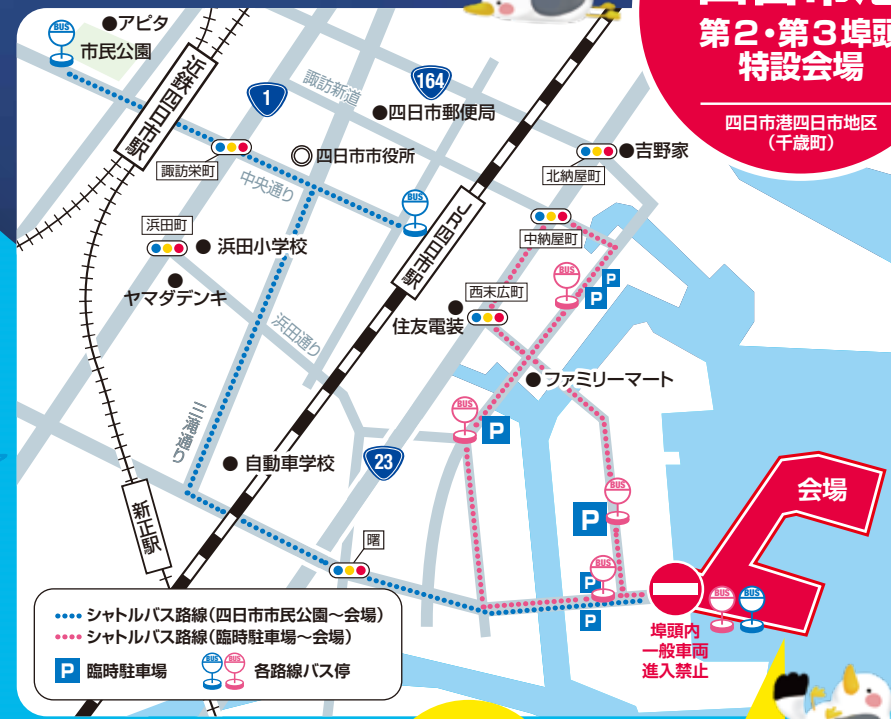 第2・第3埠頭
特設会場
四日市港四日市地区
(千歳町)
アピタ
BUS
市民公園
近鉄四日市駅
1
諏訪新道
164
四日市郵便局
諏訪栄町
四日市市役所
中央通り
BUS
JR四日市駅
吉野家
北納屋町
中納屋町
浜田町
浜田小学校
ヤマダデンキ
浜田通り
西末広町
住友電装
BUS
P
P
ファミリーマート
三滝通り
自動車学校
23
BUS
P
新正駅
曙
BUS
P
BUS
P
P
会場
BUS
BUS
埠頭内
一般車両
進入禁止
シャトルバス路線(四日市市民公園〜会場)
シャトルバス路線(臨時駐車場〜会場)
P 臨時駐車場
BUS BUS 各路線バス停